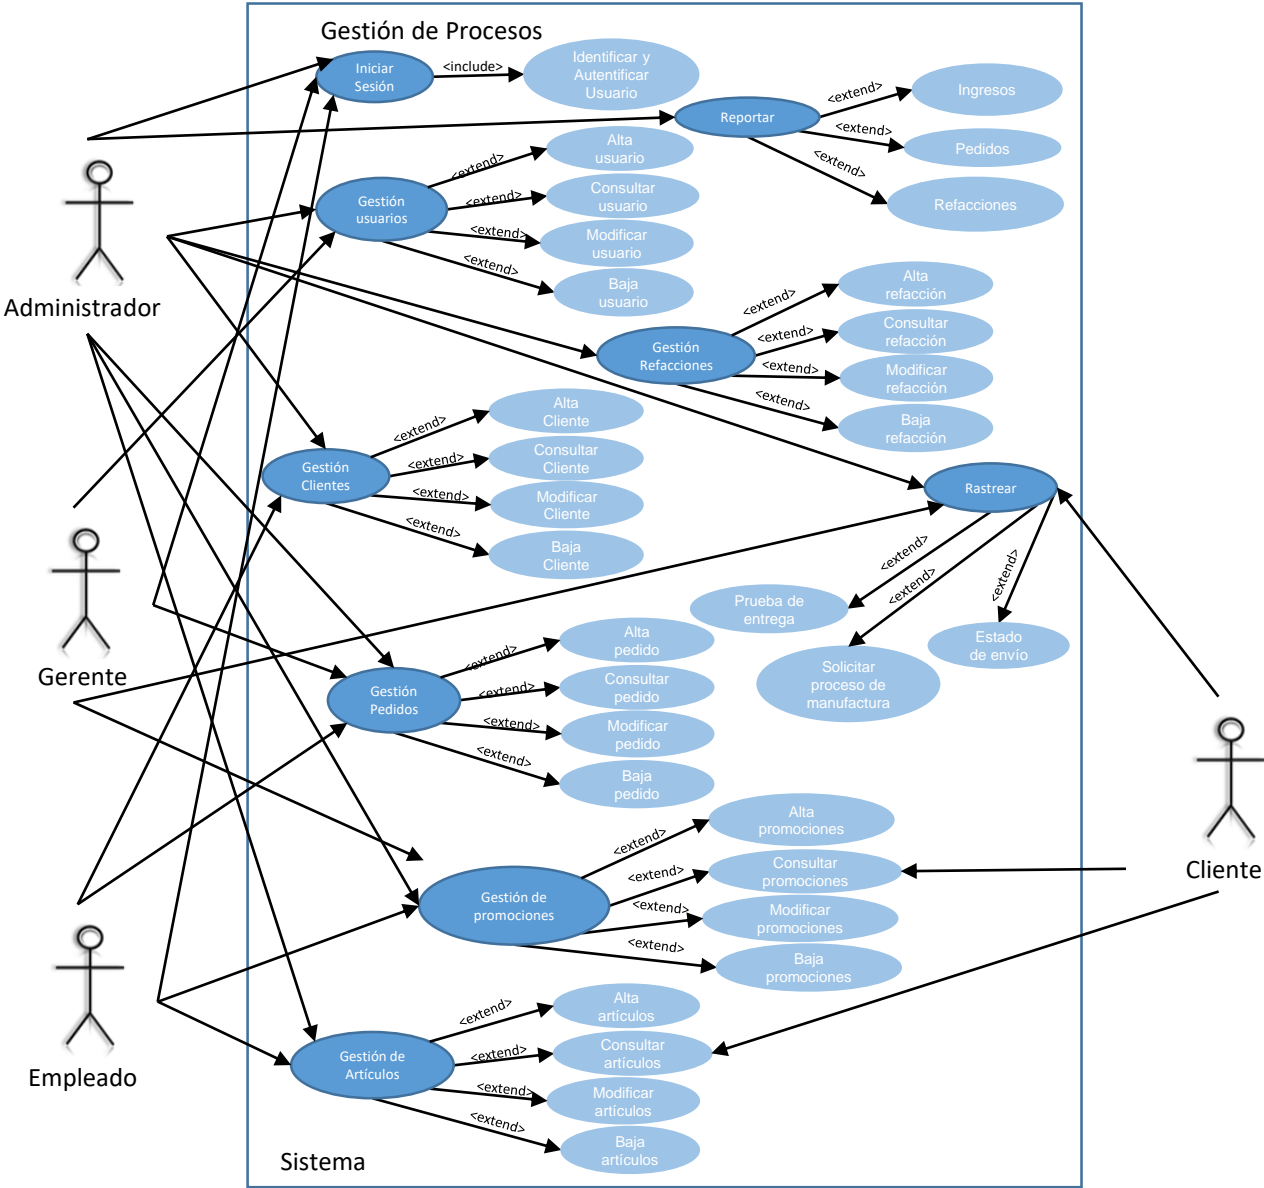 Gestión de Procesos
Iniciar
Sesión
<include>
Identificar y
Autentificar
Usuario
Reportar
<extend>
Ingresos
<extend>
Pedidos
<extend>
Refacciones
Administrador
Gestión
usuarios
<extend>
Alta
usuario
<extend>
Consultar
usuario
<extend>
Modificar
usuario
<extend>
Baja
usuario
Gestión
Refacciones
<extend>
Alta
refacción
<extend>
Consultar
refacción
<extend>
Modificar
refacción
<extend>
Baja
refacción
Gestión
Clientes
<extend>
Alta
Cliente
<extend>
Consultar
Cliente
<extend>
Modificar
Cliente
<extend>
Baja
Cliente
Rastrear
<extend>
Prueba de
entrega
<extend>
Solicitar
proceso de
manufactura
<extend>
Estado
de envío
Gerente
Gestión
Pedidos
<extend>
Alta
pedido
<extend>
Consultar
pedido
<extend>
Modificar
pedido
<extend>
Baja
pedido
Cliente
Gestión de
promociones
<extend>
Alta
promociones
<extend>
Consultar
promociones
<extend>
Modificar
promociones
<extend>
Baja
promociones
Empleado
Gestión de
Artículos
<extend>
Alta
artículos
<extend>
Consultar
artículos
<extend>
Modificar
artículos
<extend>
Baja
artículos
Sistema